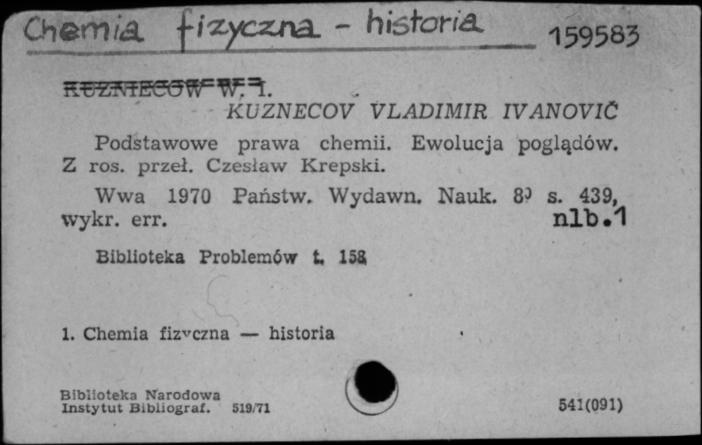 Chemia fizyczna - historia
159583
KUZNIECOW W. I.
KUZNECOV VLADIMIR IVANOVIČ
Podstawowe prawa chemii. Ewolucja poglądów.
Z ros. przeł. Czesław Krepski.
Wwa 1970 Państw. Wydawn. Nauk. 8º s. 439,
wykr. err. nlb.1
Biblioteka Problemów t. 158
1. Chemia fizyczna — historia
Biblioteka Narodowa
Instytut Bibliograf. 519/71
541(091)